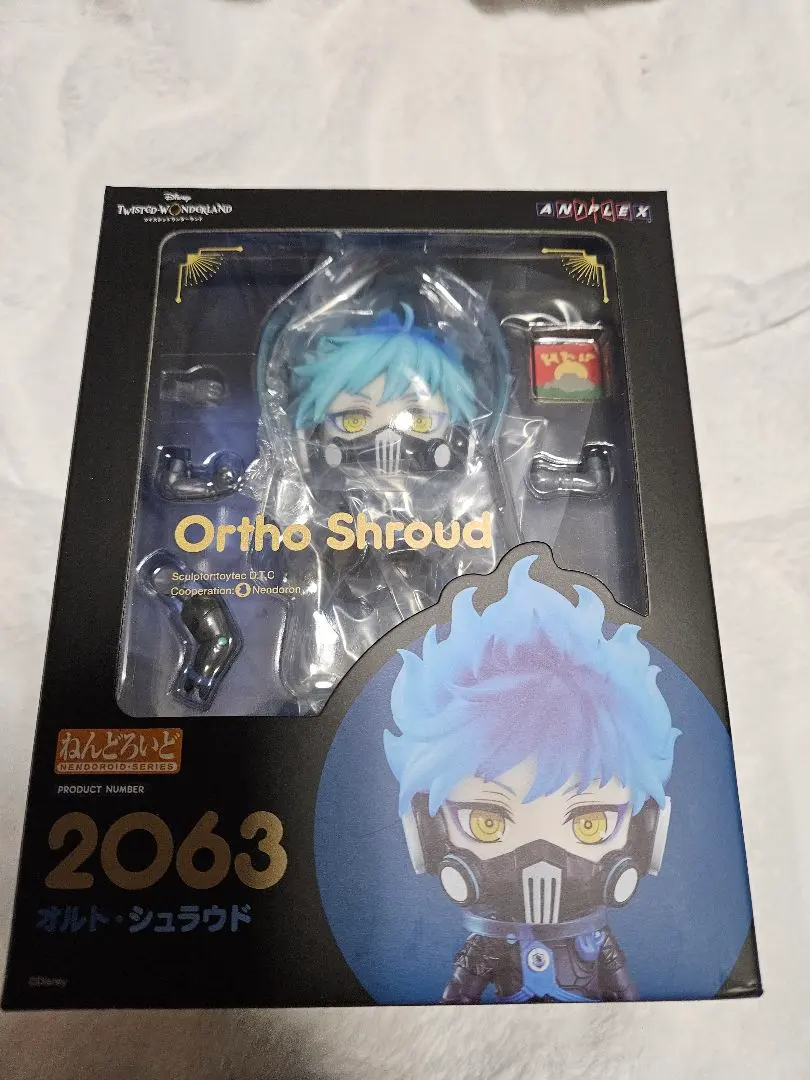 Disney
TWISTED-WONDERLAND
ツイステッドワンダーランド
ANIPLEX
Ortho Shroud
Sculptor:toytec D.T.C
Cooperation: Nendoron
ねんどろいど
NENDOROID・SERIES
PRODUCT NUMBER
2063
オルト・シュラウド
©Disney